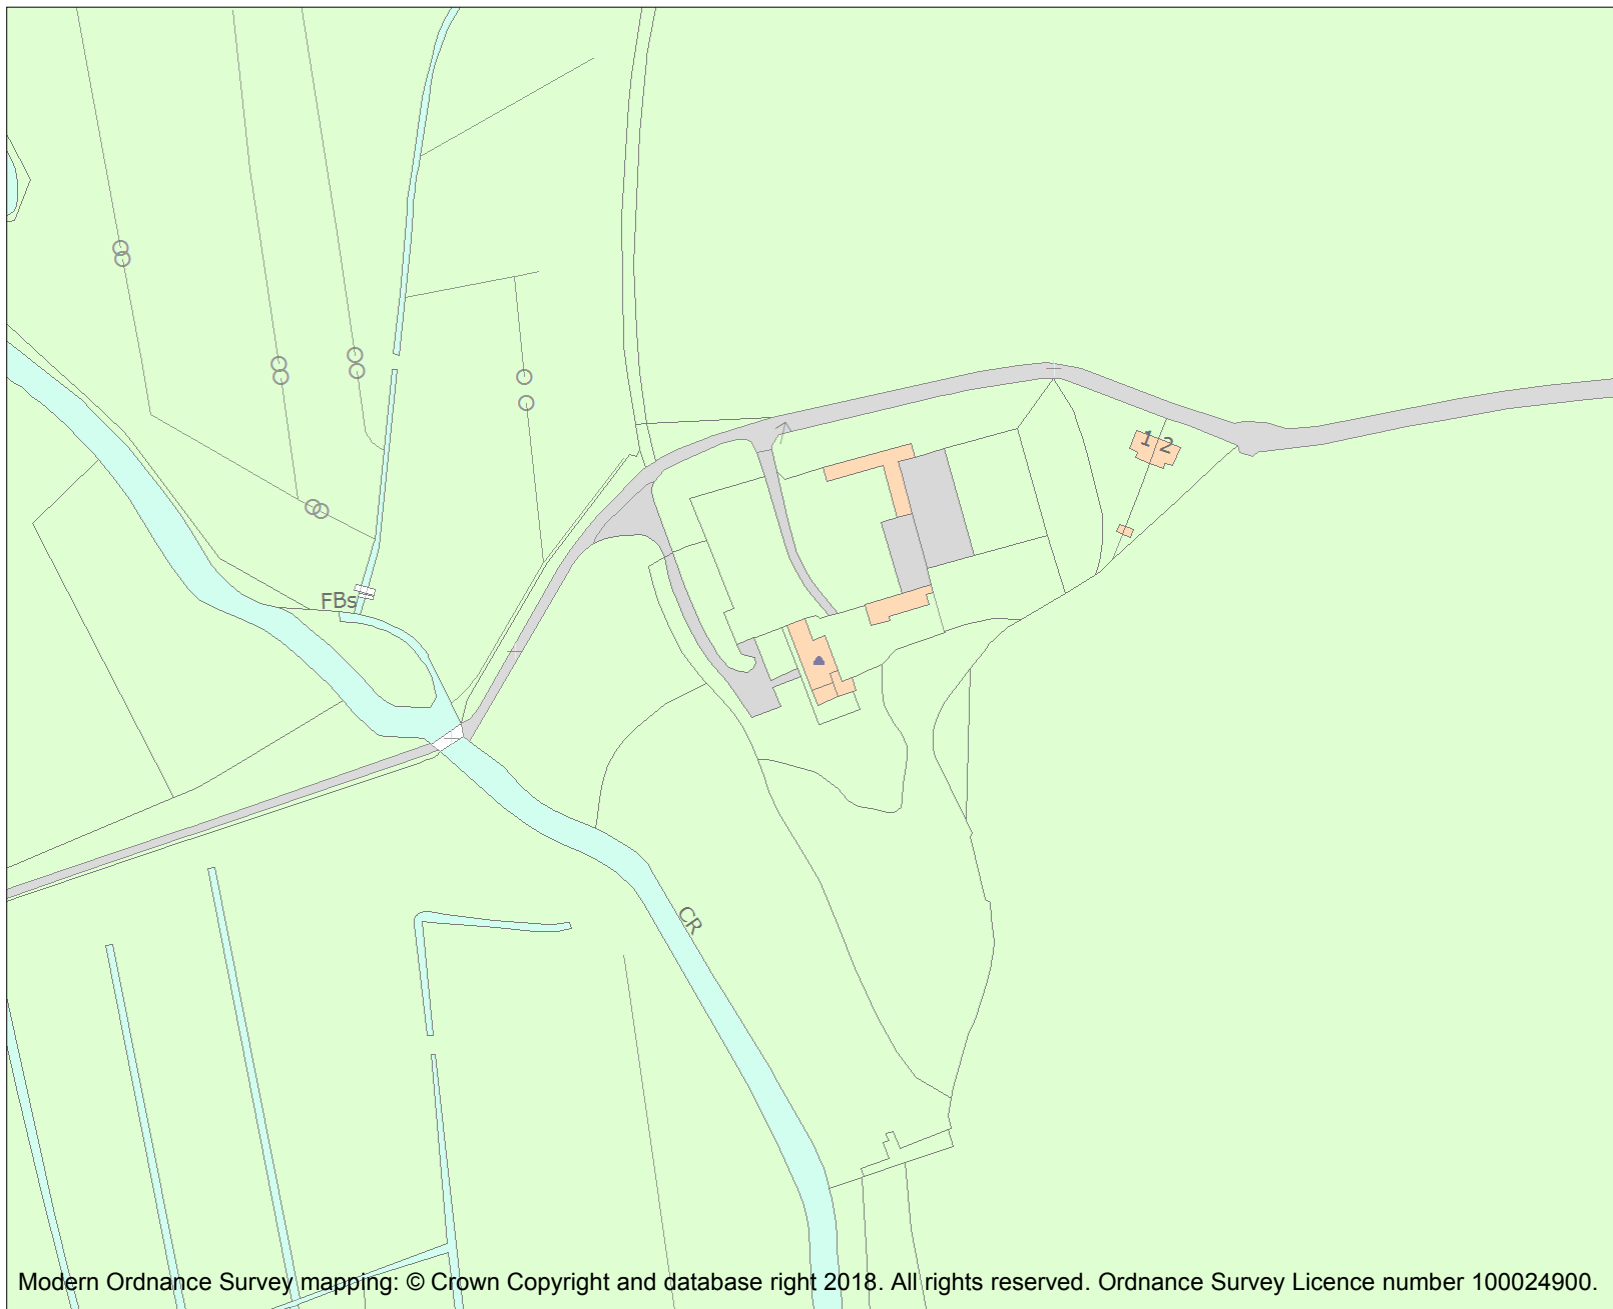 1 2
FBs
CR
Modern Ordnance Survey mapping: © Crown Copyright and database right 2018. All rights reserved. Ordnance Survey Licence number 100024900.